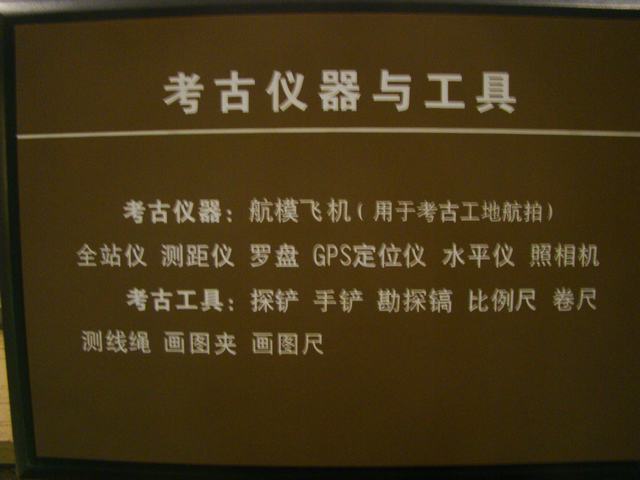 考古仪器与工具
考古仪器：航模飞机（用于考古工地航拍）
全站仪 测距仪 罗盘 GPS定位仪 水平仪 照相机
考古工具：探铲 手铲 勘探镐 比例尺 卷尺
测线绳 画图夹 画图尺